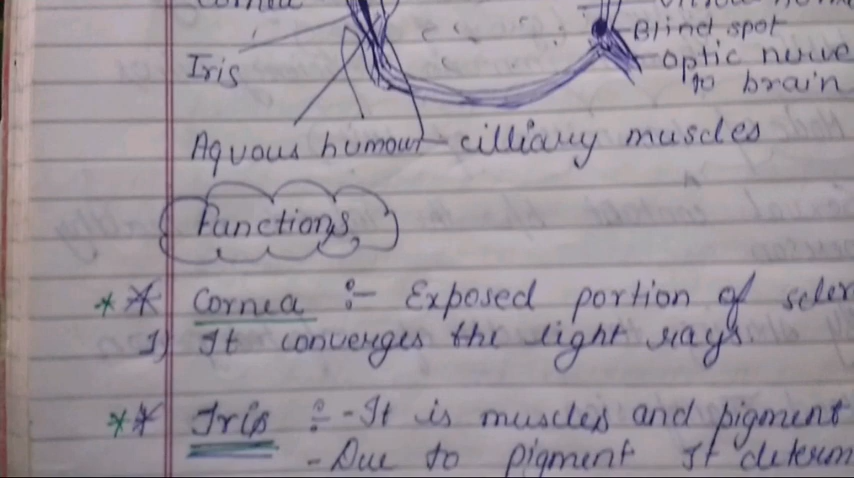 Blind spot
Iris
Optic nerve
to brain
Aquous humour cilliary muscles
Functions
** Cornea :- Exposed portion of scler
1) It converges the light rays
** Iris :- -It is muscles and pigment
-Due to pigment It determ